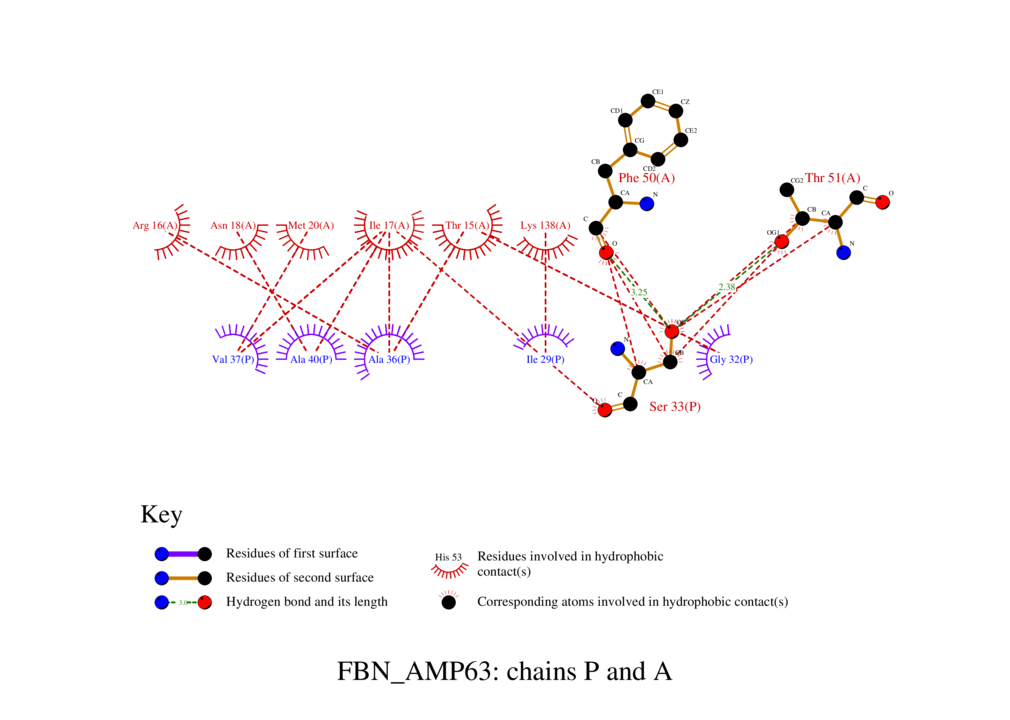 CE1
CZ
CD1
CE2
CG
CD2
CB
Phe 50(A)
CA
N
C
O
CG2
Thr 51(A)
C
O
CB
CA
OG1
N
Arg 16(A)
Asn 18(A)
Met 20(A)
Ile 17(A)
Thr 15(A)
Lys 138(A)
3.25
2.38
N
CB
CA
C
O
Ser 33(P)
Val 37(P)
Ala 40(P)
Ala 36(P)
Ile 29(P)
Gly 32(P)
Key
Residues of first surface
Residues of second surface
3.0
Hydrogen bond and its length
His 53
Residues involved in hydrophobic
contact(s)
Corresponding atoms involved in hydrophobic contact(s)
FBN_AMP63: chains P and A